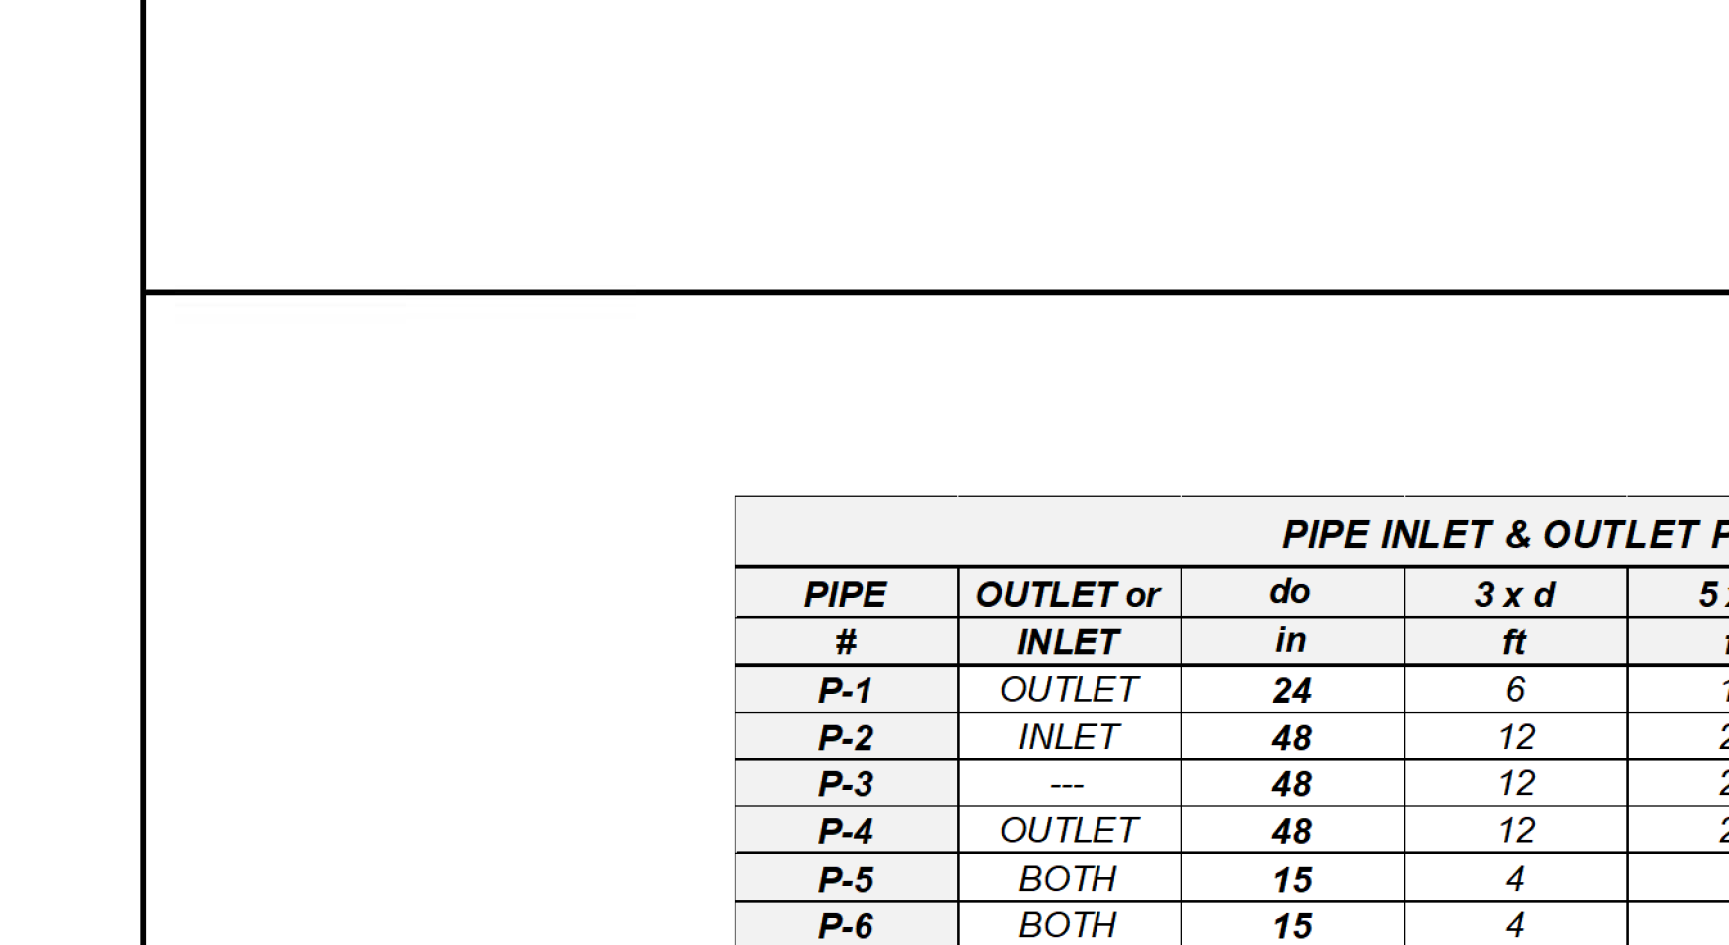 PIPE INLET & OUTLET
PIPE OUTLET or do 3 x d 5
# INLET in ft
P-1 OUTLET 24 6
P-2 INLET 48 12
P-3 --- 48 12
P-4 OUTLET 48 12
P-5 BOTH 15 4
P-6 BOTH 15 4